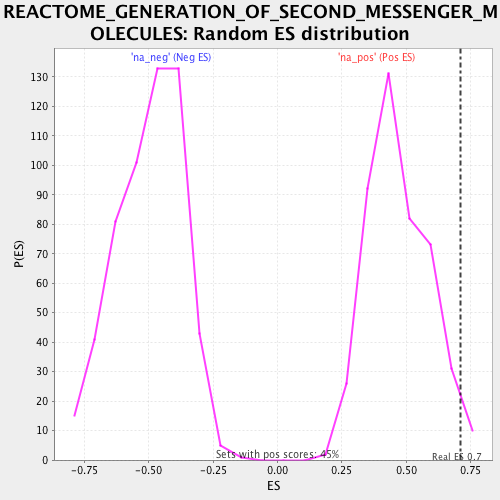 REACTOME_GENERATION_OF_SECOND_MESSENGER_M
OLECULES: Random ES distribution
'na_neg' (Neg ES)
'na_pos' (Pos ES)
130
120
110
100
90
80
70
60
50
40
30
20
10
0
P(ES)
Sets with pos scores: 45%
Real ES 0.7
-0.75
-0.50
-0.25
0.00
0.25
0.50
0.75
ES